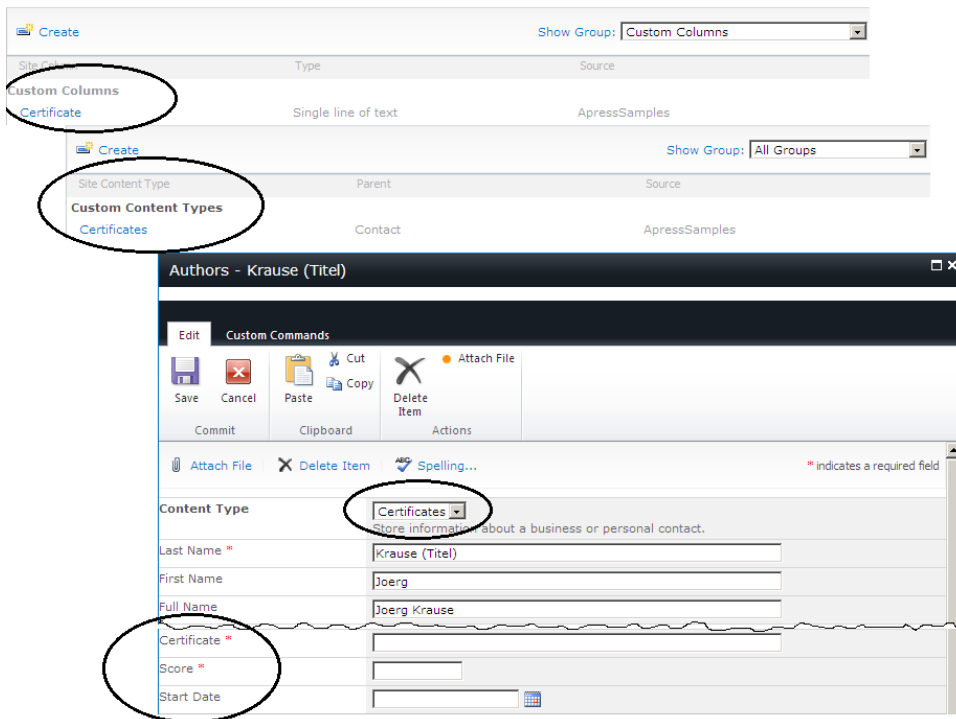 Create Show Group: Custom Columns
Site Column Type Source
Custom Columns
Certificate Single line of text ApressSamples
Create Show Group: All Groups
Site Content Type Parent Source
Custom Content Types
Certificates Contact ApressSamples
Authors - Krause (Titel)
Edit Custom Commands
Cut Attach File
Copy
Save Cancel Paste Delete
Item
Commit Clipboard Actions
Attach File Delete Item ABC Spelling... * indicates a required field
Content Type Certificates
Store information about a business or personal contact.
Last Name * Krause (Titel)
First Name Joerg
Full Name Joerg Krause
Certificate *
Score *
Start Date